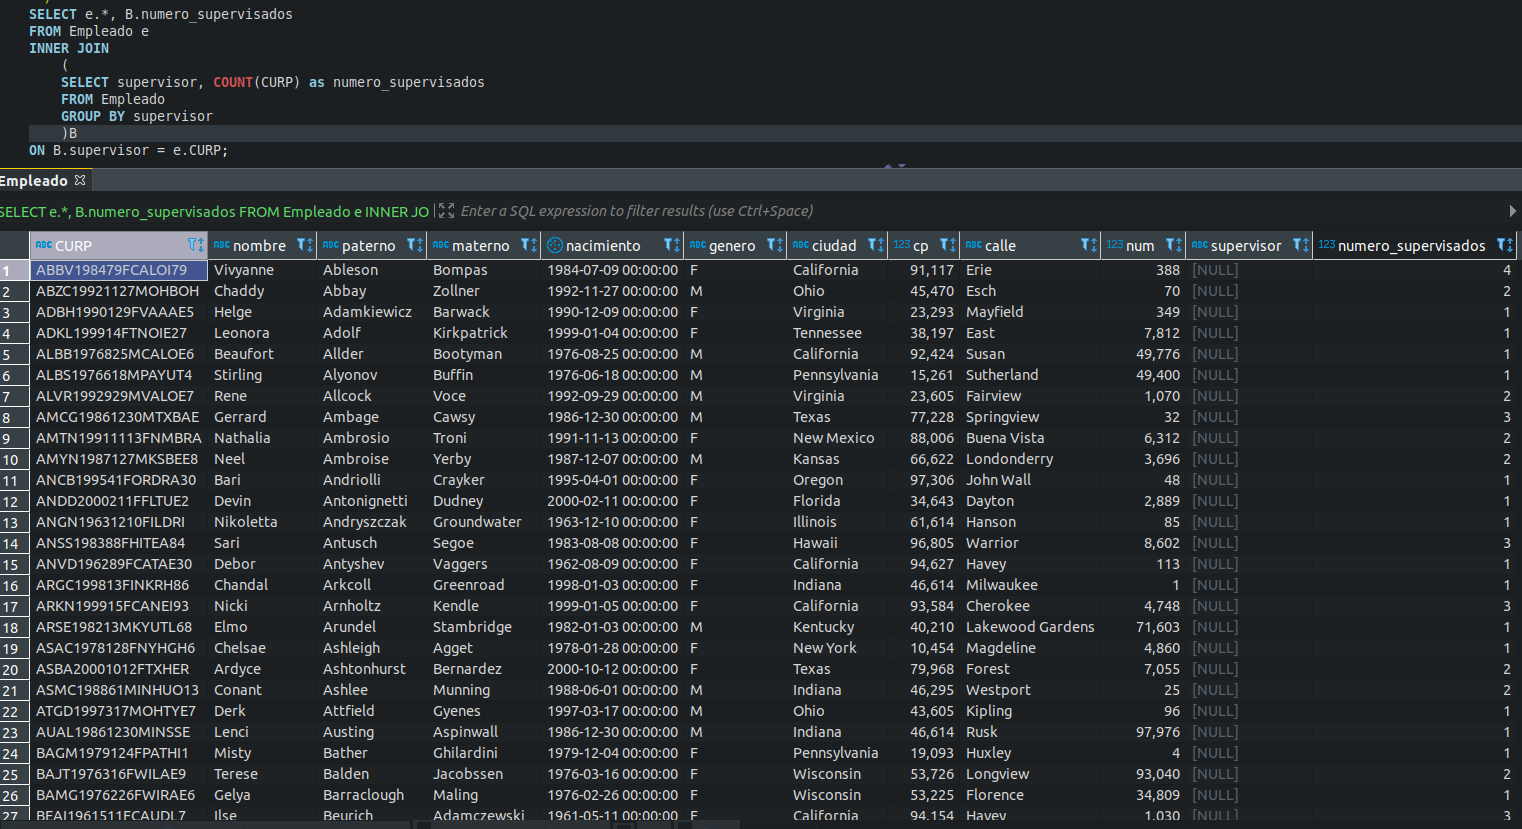 SELECT e.*, B.numero_supervisados
FROM Empleado e
INNER JOIN
(
SELECT supervisor, COUNT(CURP) as numero_supervisados
FROM Empleado
GROUP BY supervisor
)B
ON B.supervisor = e.CURP;
Empleado
SELECT e.*, B.numero_supervisados FROM Empleado e INNER JO Enter a SQL expression to filter results (use Ctrl+Space)
ABC CURP ABC nombre ABC paterno ABC materno nacimiento ABC genero ABC ciudad 123 cp ABC calle 123 num ABC supervisor 123 numero_supervisados
1 ABBV198479FCALOI79 Vivyanne Ableson Bompas 1984-07-09 00:00:00 F California 91,117 Erie 388 [NULL] 4
2 ABZC19921127MOHBOH Chaddy Abbay Zollner 1992-11-27 00:00:00 M Ohio 45,470 Esch 70 [NULL] 2
3 ADBH1990129FVAAAE5 Helge Adamkiewicz Barwack 1990-12-09 00:00:00 F Virginia 23,293 Mayfield 349 [NULL] 1
4 ADKL199914FTNOIE27 Leonora Adolf Kirkpatrick 1999-01-04 00:00:00 F Tennessee 38,197 East 7,812 [NULL] 1
5 ALBB1976825MCALOE6 Beaufort Allder Bootyman 1976-08-25 00:00:00 M California 92,424 Susan 49,776 [NULL] 1
6 ALBS1976618MPAYUT4 Stirling Alyonov Buffin 1976-06-18 00:00:00 M Pennsylvania 15,261 Sutherland 49,400 [NULL] 1
7 ALVR1992929MVALOE7 Rene Allcock Voce 1992-09-29 00:00:00 M Virginia 23,605 Fairview 1,070 [NULL] 2
8 AMCG19861230MTXBAE Gerrard Ambage Cawsy 1986-12-30 00:00:00 M Texas 77,228 Springview 32 [NULL] 3
9 AMTN19911113FNMBRA Nathalia Ambrosio Troni 1991-11-13 00:00:00 F New Mexico 88,006 Buena Vista 6,312 [NULL] 2
10 AMYN1987127MKSBEE8 Neel Ambroise Yerby 1987-12-07 00:00:00 M Kansas 66,622 Londonderry 3,696 [NULL] 2
11 ANCB199541FORDRA30 Bari Andriolli Crayker 1995-04-01 00:00:00 F Oregon 97,306 John Wall 48 [NULL] 1
12 ANDD2000211FFLTUE2 Devin Antonignetti Dudney 2000-02-11 00:00:00 F Florida 34,643 Dayton 2,889 [NULL] 1
13 ANGN19631210FILDRI Nikoletta Andryszczak Groundwater 1963-12-10 00:00:00 F Illinois 61,614 Hanson 85 [NULL] 1
14 ANSS198388FHITEA84 Sari Antusch Segoe 1983-08-08 00:00:00 F Hawaii 96,805 Warrior 8,602 [NULL] 3
15 ANVD196289FCATAE30 Debor Antyshev Vaggers 1962-08-09 00:00:00 F California 94,627 Havey 113 [NULL] 1
16 ARGC199813FINKRH86 Chandal Arkcoll Greenroad 1998-01-03 00:00:00 F Indiana 46,614 Milwaukee 1 [NULL] 1
17 ARKN199915FCANEI93 Nicki Arnholtz Kendle 1999-01-05 00:00:00 F California 93,584 Cherokee 4,748 [NULL] 3
18 ARSE198213MKYUTL68 Elmo Arundel Stambridge 1982-01-03 00:00:00 M Kentucky 40,210 Lakewood Gardens 71,603 [NULL] 1
19 ASAC1978128FNYHGH6 Chelsae Ashleigh Agget 1978-01-28 00:00:00 F New York 10,454 Magdeline 4,860 [NULL] 1
20 ASBA20001012FTXHER Ardyce Ashtonhurst Bernardez 2000-10-12 00:00:00 F Texas 79,968 Forest 7,055 [NULL] 2
21 ASMC198861MINHUO13 Conant Ashlee Munning 1988-06-01 00:00:00 M Indiana 46,295 Westport 25 [NULL] 2
22 ATGD1997317MOHTYE7 Derk Attfield Gyenes 1997-03-17 00:00:00 M Ohio 43,605 Kipling 96 [NULL] 1
23 AUAL19861230MINSSE Lenci Austing Aspinwall 1986-12-30 00:00:00 M Indiana 46,614 Rusk 97,976 [NULL] 1
24 BAGM1979124FPATHI1 Misty Bather Ghilardini 1979-12-04 00:00:00 F Pennsylvania 19,093 Huxley 4 [NULL] 1
25 BAJT1976316FWILAE9 Terese Balden Jacobssen 1976-03-16 00:00:00 F Wisconsin 53,726 Longview 93,040 [NULL] 2
26 BAMG1976226FWIRAE6 Gelya Barraclough Maling 1976-02-26 00:00:00 F Wisconsin 53,225 Florence 34,809 [NULL] 1
27 BEAI1961511FCAUDL7 Ilse Beurich Adamczewski 1961-05-11 00:00:00 F California 94,154 Havey 1,030 [NULL] 3